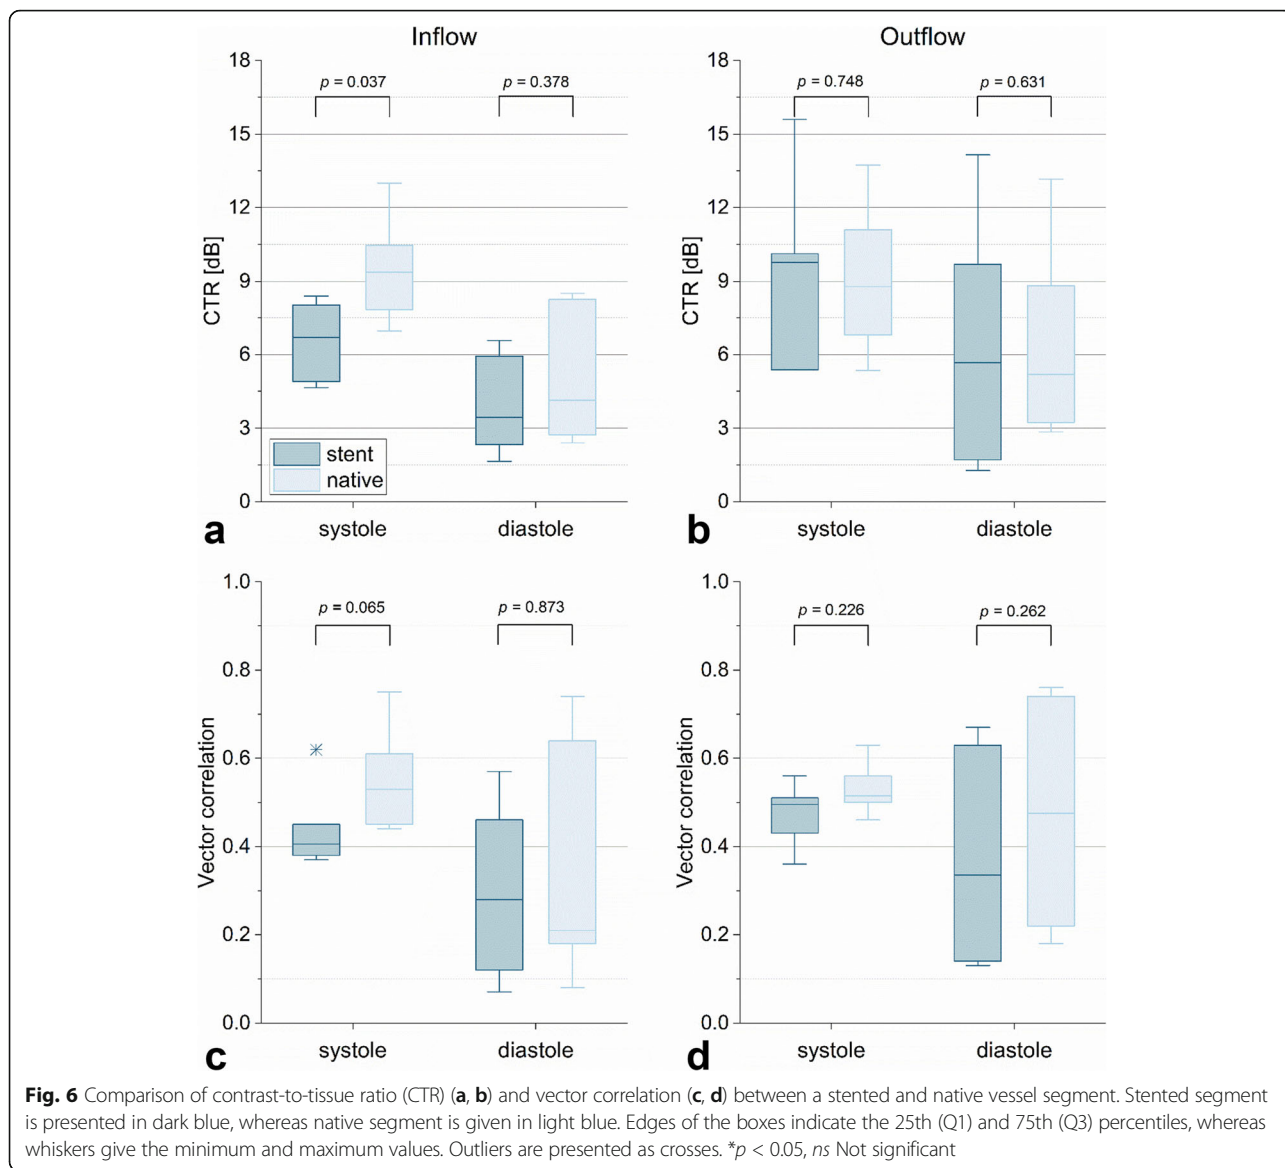 Inflow
Outflow
18
15
12
9
6
3
0
CTR [dB]
p = 0.037
p = 0.378
stent
native
systole
diastole
a
18
15
12
9
6
3
0
CTR [dB]
p = 0.748
p = 0.631
systole
diastole
b
1.0
0.8
0.6
0.4
0.2
0.0
Vector correlation
p = 0.065
p = 0.873
systole
diastole
c
1.0
0.8
0.6
0.4
0.2
0.0
Vector correlation
p = 0.226
p = 0.262
systole
diastole
d
Fig. 6 Comparison of contrast-to-tissue ratio (CTR) (a, b) and vector correlation (c, d) between a stented and native vessel segment. Stented segment
is presented in dark blue, whereas native segment is given in light blue. Edges of the boxes indicate the 25th (Q1) and 75th (Q3) percentiles, whereas
whiskers give the minimum and maximum values. Outliers are presented as crosses. *p < 0.05, ns Not significant